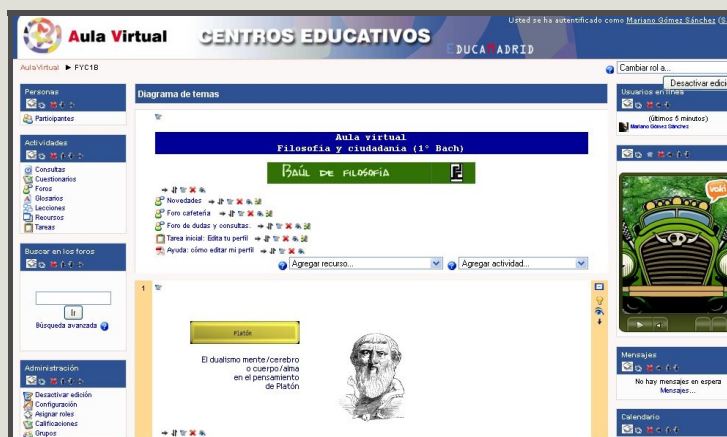 Usted se ha autentificado como Mariano Gómez Sánchez (S
Aula Virtual
CENTROS EDUCATIVOS
EDUCAMADRID
AulaVirtual ► FYC1B
Cambiar rol a...
Desactivar edici
Personas
Participantes
Actividades
Consultas
Cuestionarios
Foros
Glosarios
Lecciones
Recursos
Tareas
Buscar en los foros
Ir
Búsqueda avanzada
Administración
Desactivar edición
Configuración
Asignar roles
Calificaciones
Grupos
Diagrama de temas
Aula virtual
Filosofía y ciudadanía (1° Bach)
BAÚL DE FILOSOFÍA
Novedades
Foro cafetería
Foro de dudas y consultas.
Tarea inicial: Edita tu perfil
Ayuda: cómo editar mi perfil
Agregar recurso...
Agregar actividad...
1
Platón
El dualismo mente/cerebro
o cuerpo/alma
en el pensamiento
de Platón
Usuarios en línea
(últimos 5 minutos)
Mariano Gómez Sánchez
voki
Mensajes
No hay mensajes en espera
Mensajes...
Calendario